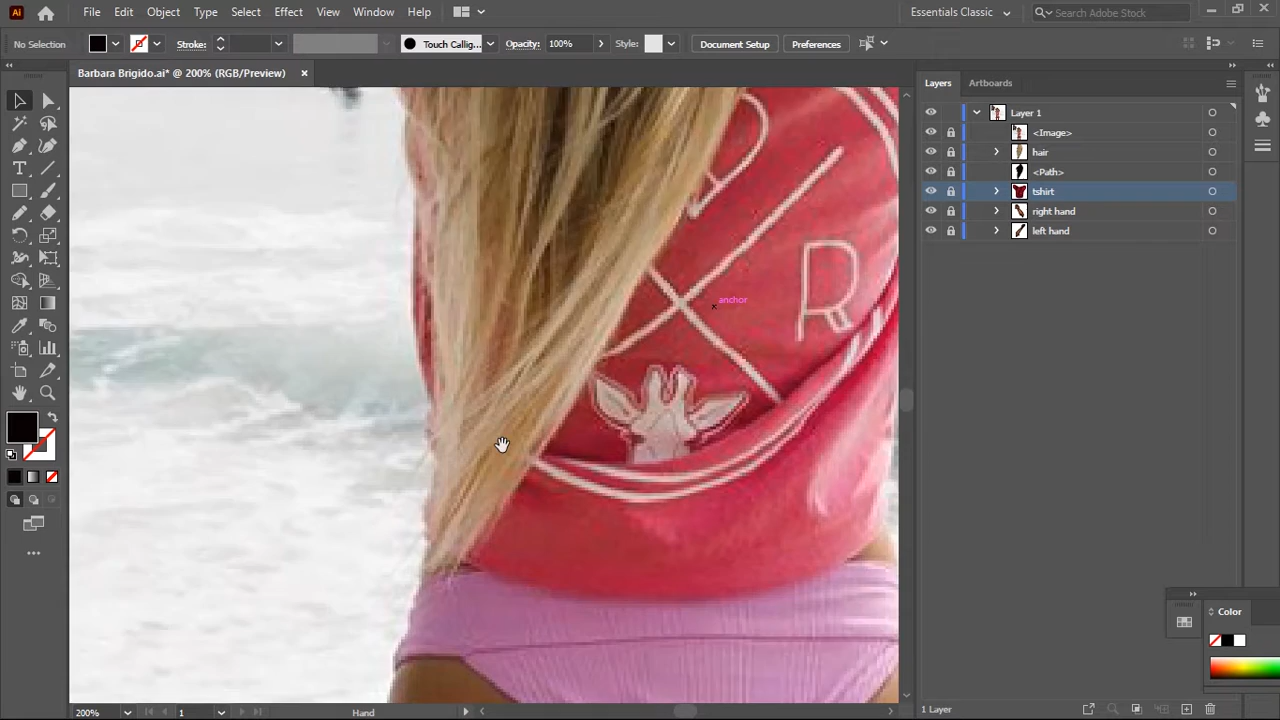 File Edit Object Type Select Effect View Window Help
Essentials Classic
Search Adobe Stock
No Selection
Stroke:
Touch Callig...
Opacity: 100%
Style:
Document Setup
Preferences
Barbara Brigido.ai* @ 200% (RGB/Preview)
Layers Artboards
Layer 1
<Image>
hair
<Path>
tshirt
right hand
left hand
anchor
R
Color
200%
1
Hand
1 Layer